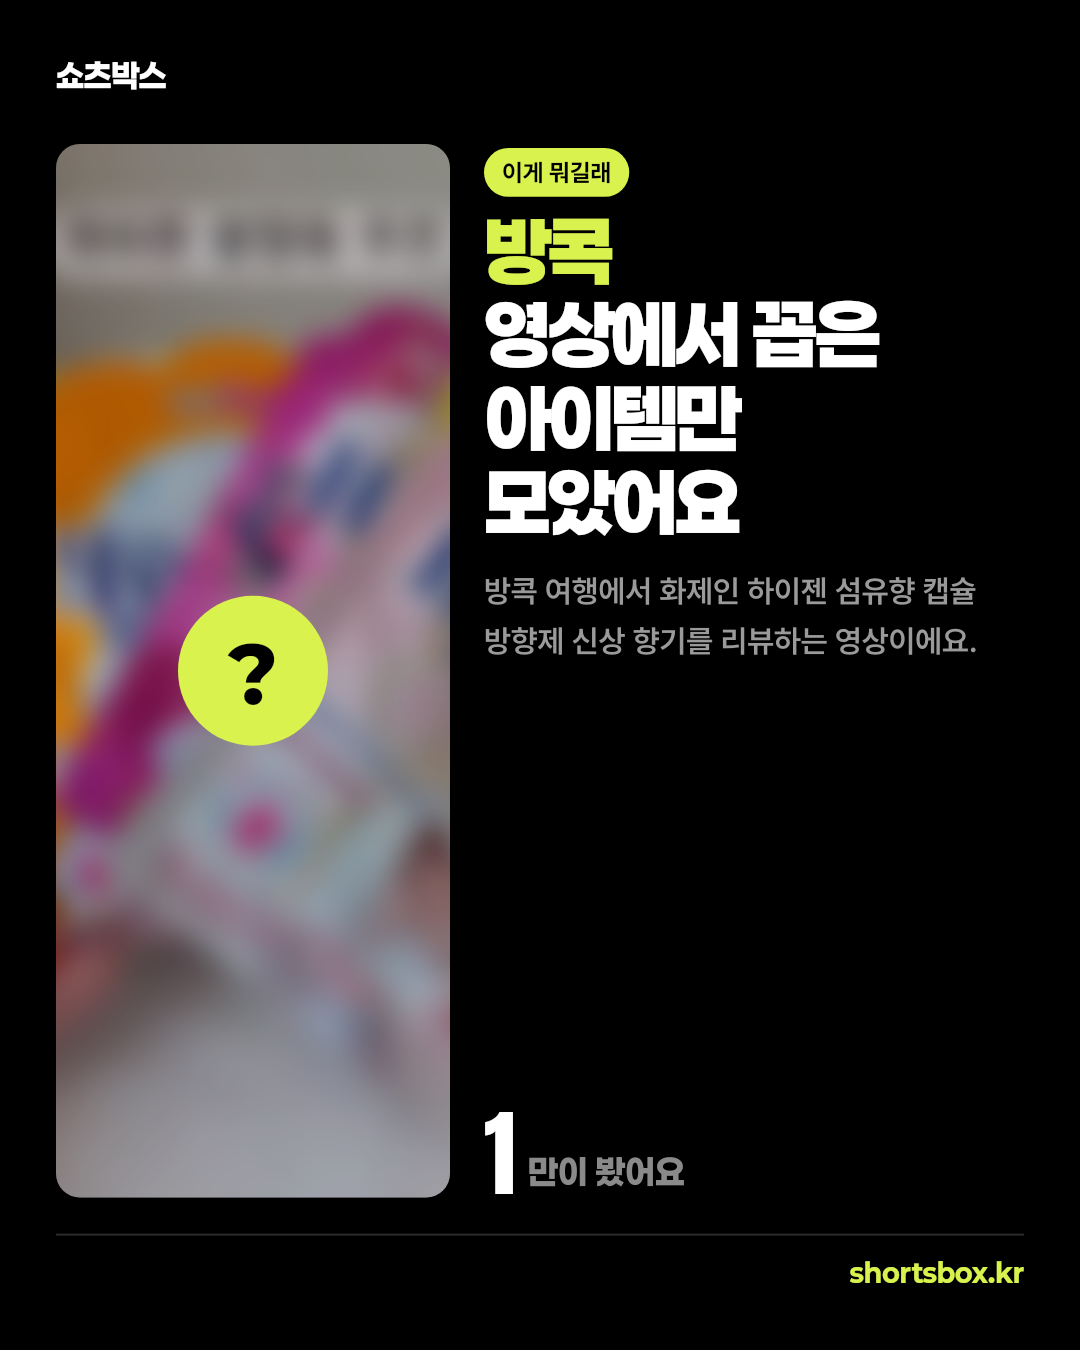 쇼츠박스
이게 뭐길래
방콕
영상에서 꼽은
아이템만
모았어요
방콕 여행에서 화제인 하이젠 섬유향 캡슐
방향제 신상 향기를 리뷰하는 영상이에요.
?
1만이 봤어요
shortsbox.kr